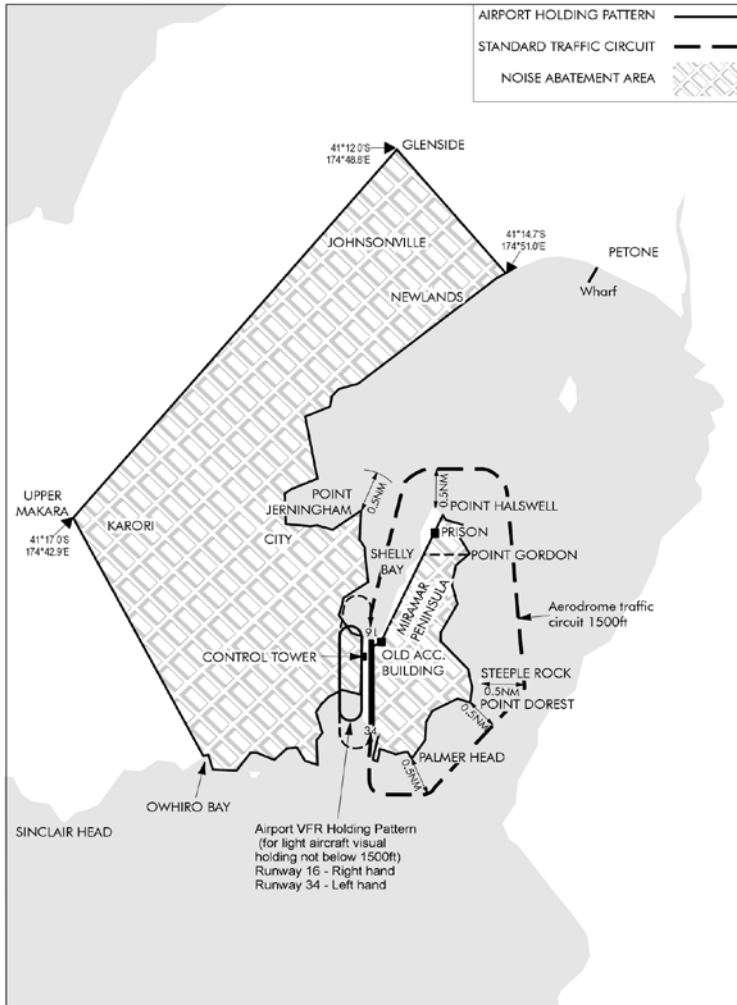 AIRPORT HOLDING PATTERN
STANDARD TRAFFIC CIRCUIT
NOISE ABATEMENT AREA
41°12.0'S
174°48.8'E
GLENSIDE
JOHNSONVILLE
41°14.7'S
174°51.0'E
PETONE
NEWLANDS
Wharf
UPPER
MAKARA
KARORI
41°17.0'S
174°42.9'E
POINT
JERNINGHAM
0.5NM
0.5NM
POINT HALSWELL
CITY
PRISON
SHELLY
BAY
POINT GORDON
MIRAMAR
PENINSULA
Aerodrome traffic
circuit 1500ft
16
CONTROL TOWER
OLD ACC.
BUILDING
STEEPLE ROCK
0.5NM
POINT DOREST
0.5NM
34
PALMER HEAD
0.5NM
OWHIRO BAY
SINCLAIR HEAD
Airport VFR Holding Pattern
(for light aircraft visual
holding not below 1500ft)
Runway 16 - Right hand
Runway 34 - Left hand